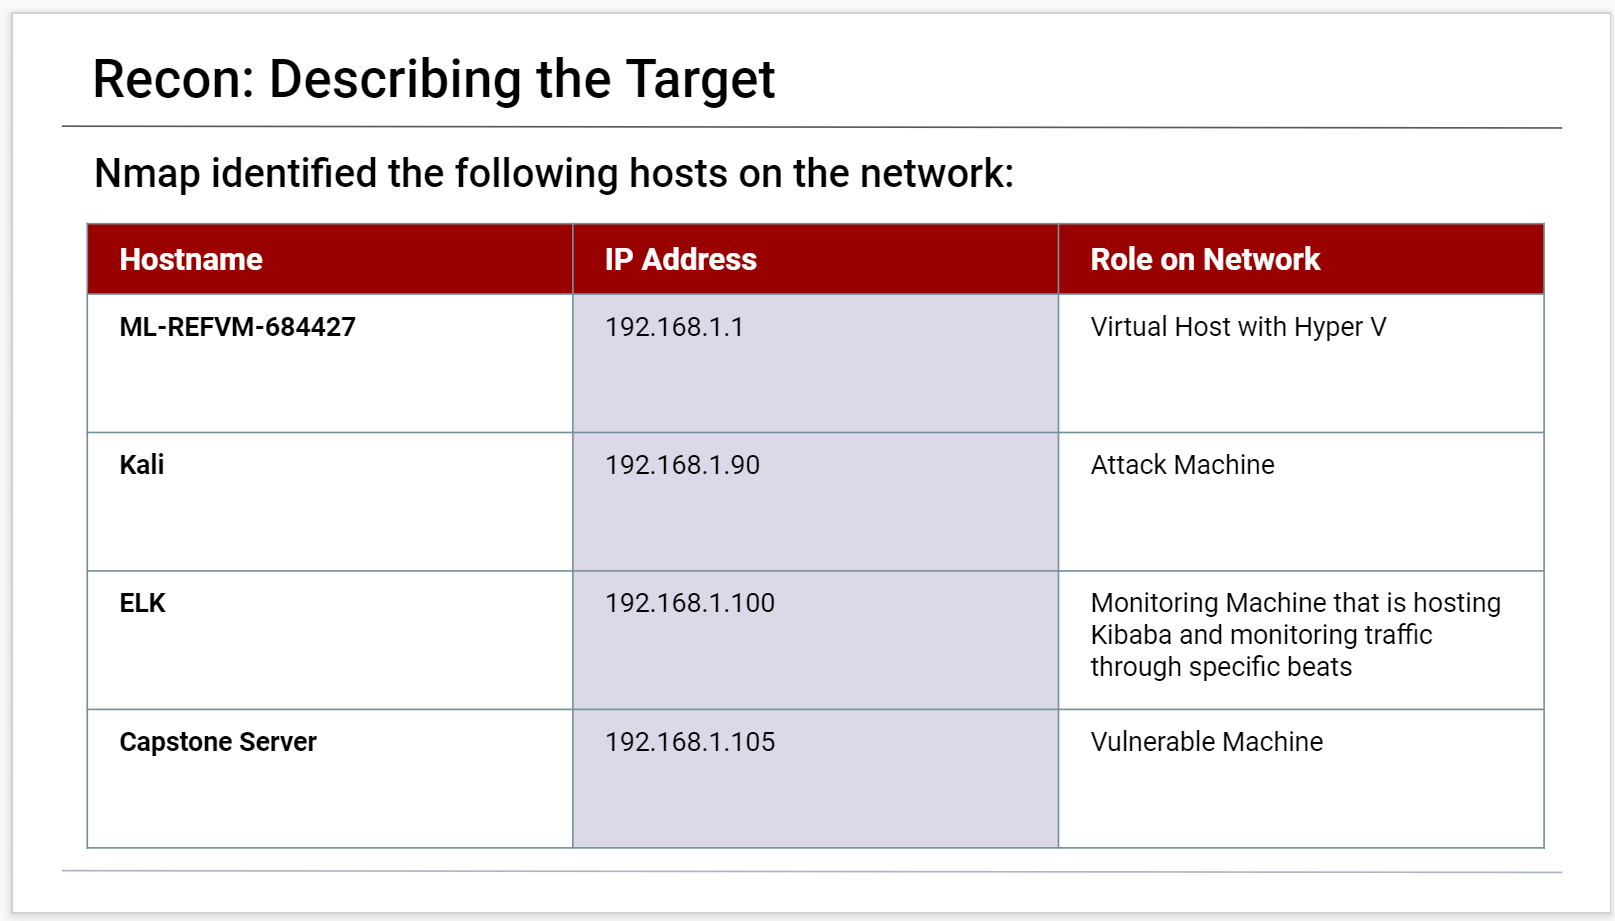 Recon: Describing the Target
Nmap identified the following hosts on the network:
Hostname IP Address Role on Network
ML-REFVM-684427 192.168.1.1 Virtual Host with Hyper V
Kali 192.168.1.90 Attack Machine
ELK 192.168.1.100 Monitoring Machine that is hosting
Kibaba and monitoring traffic
through specific beats
Capstone Server 192.168.1.105 Vulnerable Machine